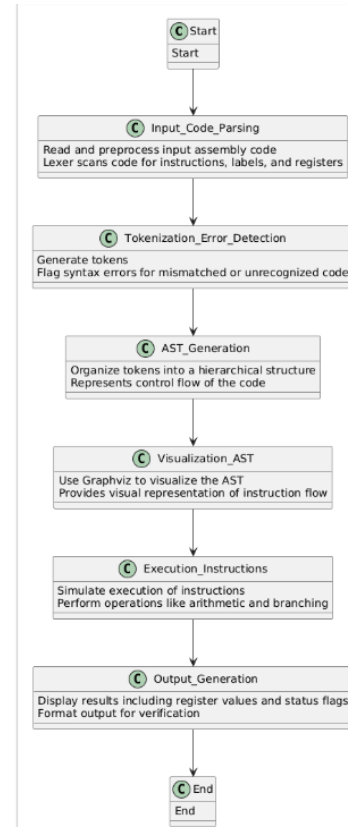 C Start
Start
C Input_Code_Parsing
Read and preprocess input assembly code
Lexer scans code for instructions, labels, and registers
C Tokenization_Error_Detection
Generate tokens
Flag syntax errors for mismatched or unrecognized code
C AST_Generation
Organize tokens into a hierarchical structure
Represents control flow of the code
C Visualization_AST
Use Graphviz to visualize the AST
Provides visual representation of instruction flow
C Execution_Instructions
Simulate execution of instructions
Perform operations like arithmetic and branching
C Output_Generation
Display results including register values and status flags
Format output for verification
C End
End